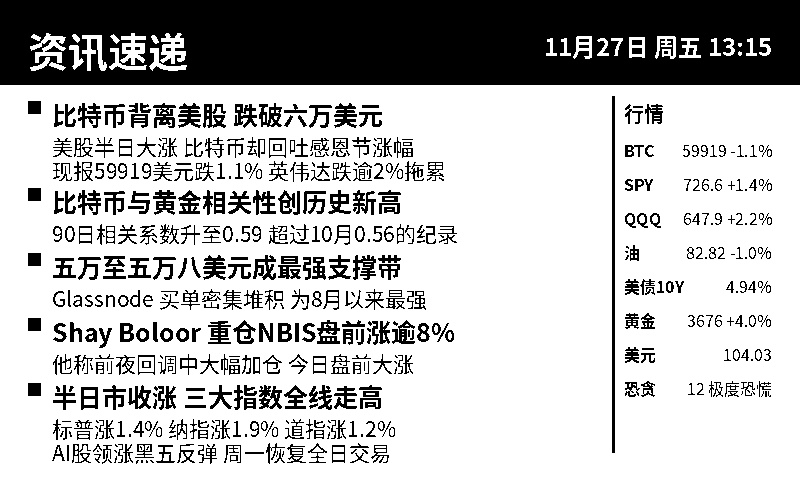 资讯速递
11月27日 周五 13:15
比特币背离美股 跌破六万美元
美股半日大涨 比特币却回吐感恩节涨幅
现报59919美元跌1.1% 英伟达跌逾2%拖累
比特币与黄金相关性创历史新高
90日相关系数升至0.59 超过10月0.56的纪录
五万至五万八美元成最强支撑带
Glassnode 买单密集堆积 为8月以来最强
Shay Boloor 重仓NBIS盘前涨逾8%
他称前夜回调中大幅加仓 今日盘前大涨
半日市收涨 三大指数全线走高
标普涨1.4% 纳指涨1.9% 道指涨1.2%
AI股领涨黑五反弹 周一恢复全日交易
行情
BTC 59919 -1.1%
SPY 726.6 +1.4%
QQQ 647.9 +2.2%
油 82.82 -1.0%
美债10Y 4.94%
黄金 3676 +4.0%
美元 104.03
恐贪 12 极度恐慌